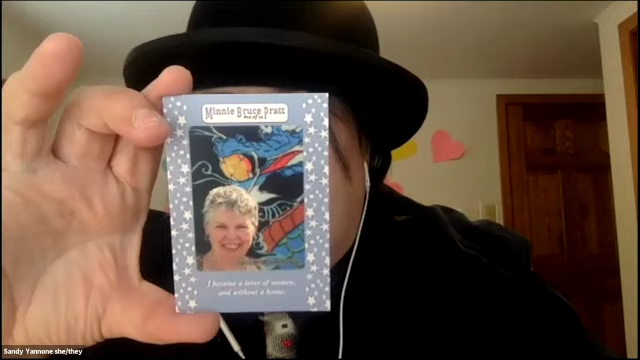 Minnie Bruce Pratt
I became a lover of women,
and without a home.
Sandy Yannone she/they